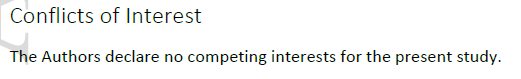 Conflicts of Interest
The Authors declare no competing interests for the present study.